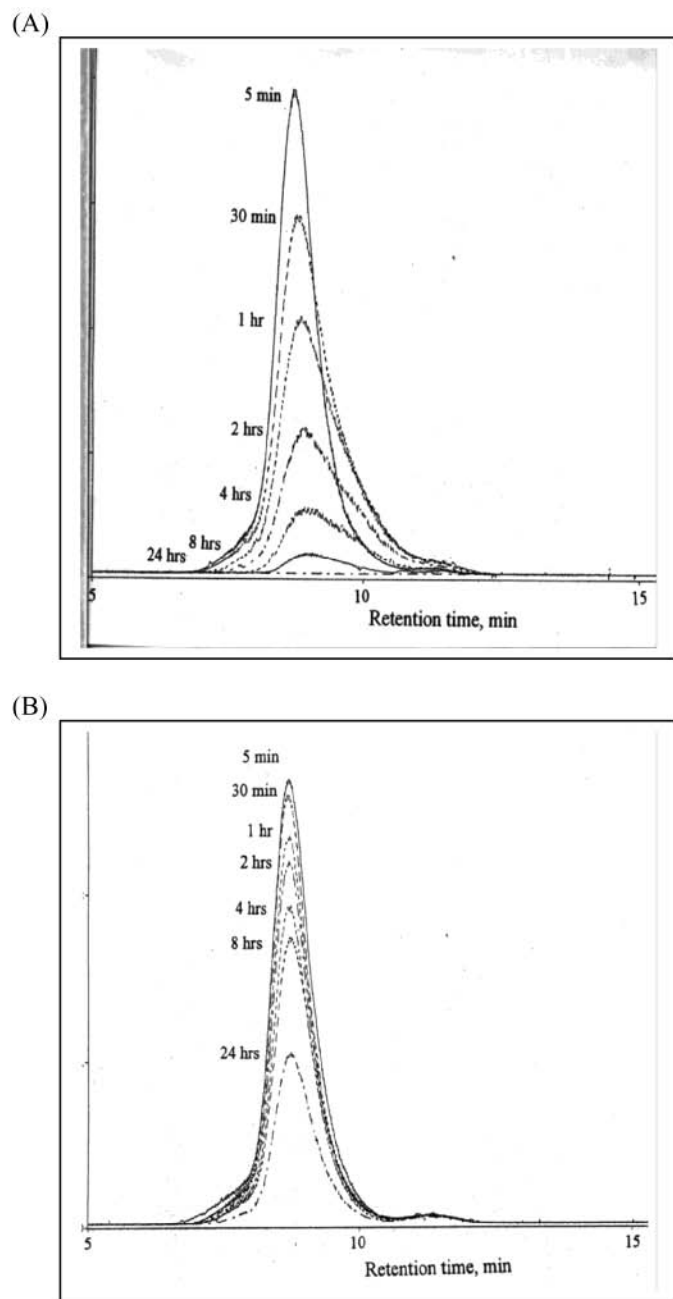 (A)
5 min
30 min
1 hr
2 hrs
4 hrs
8 hrs
24 hrs
5
10
15
Retention time, min
(B)
5 min
30 min
1 hr
2 hrs
4 hrs
8 hrs
24 hrs
5
10
15
Retention time, min